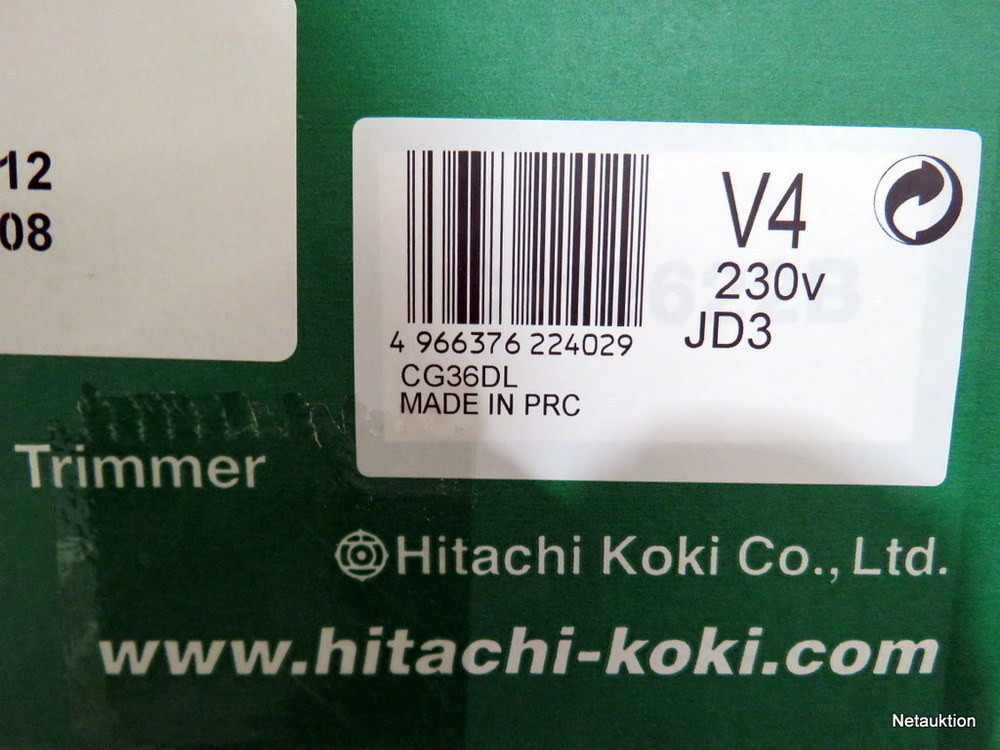 12
08
V4
230v
JD3
4 966376 224029
CG36DL
MADE IN PRC
Trimmer
Hitachi Koki Co., Ltd.
www.hitachi-koki.com
Netauktion